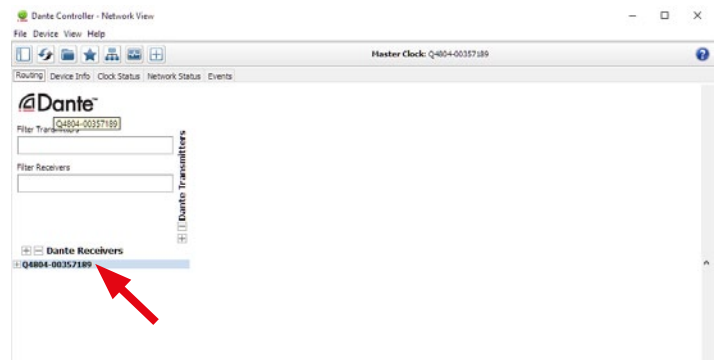 Dante Controller - Network View
File Device View Help
Master Clock: Q4804-00357189
?
Routing Device Info Clock Status Network Status Events
Dante™
Filter Transmitters
Q4804-00357189
Filter Receivers
Dante Transmitters
Dante Receivers
Q4804-00357189